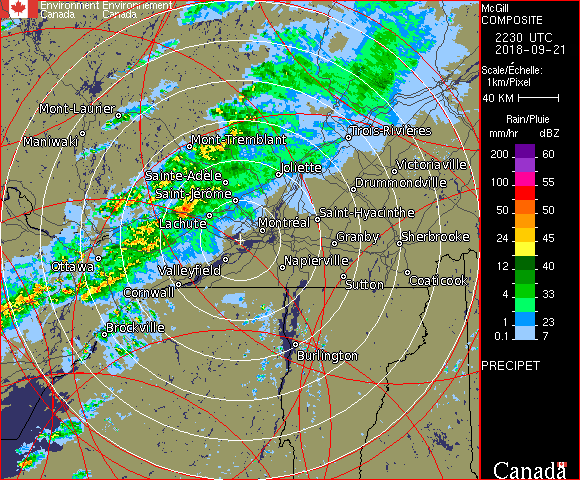 Environment Environnement
Canada Canada
McGill
COMPOSITE
2230 UTC
2018-09-21
Scale/Échelle:
1km/Pixel
40 KM
Rain/Pluie
mm/hr dBZ
200 60
100 55
50 50
24 45
12 40
8 35
4 33
1 23
0.1 7
PRECIPET
Canada
Mont-Laurier
Maniwaki
Mont-Tremblant
Trois-Rivières
Sainte-Adèle
Joliette
Victoriaville
Saint-Jérôme
Drummondville
Lachute
Montréal
Saint-Hyacinthe
Granby
Sherbrooke
Ottawa
Valleyfield
Napierville
Cornwall
Sutton
Coaticook
Brockville
Burlington